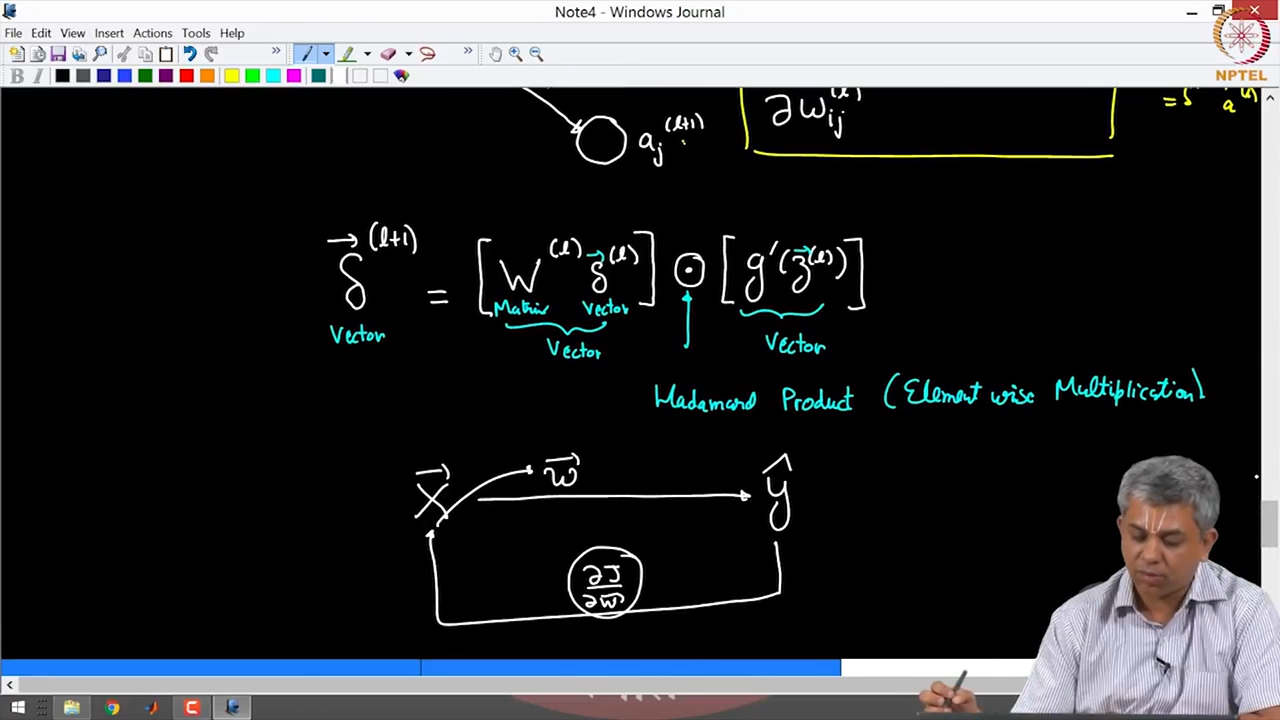 Note4 - Windows Journal
NPTEL
File Edit View Insert Actions Tools Help
B I
∂w_ij^(l)
a_j^(l+1)
δ⃗^(l+1) = [W^(l) δ⃗^(l)] ⊙ [g'(z⃗^(l))]
Matrix Vector
Vector Vector Vector
Hadamard Product (Element wise Multiplication)
X⃗ w⃗ ŷ
∂J/∂w